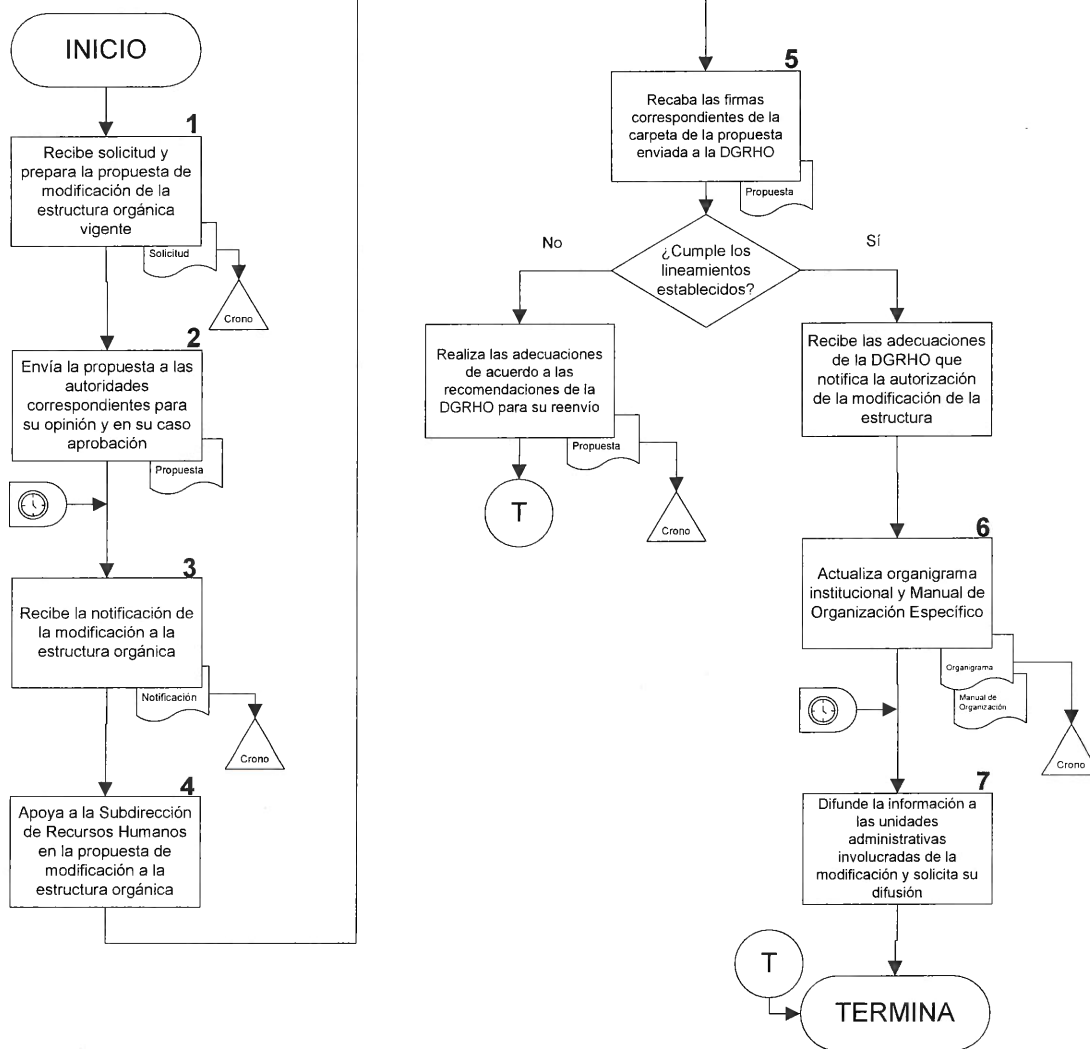 INICIO
1
Recibe solicitud y
prepara la propuesta de
modificación de la
estructura orgánica
vigente
Solicitud
Crono
2
Envía la propuesta a las
autoridades
correspondientes para
su opinión y en su caso
aprobación
Propuesta
3
Recibe la notificación de
la modificación a la
estructura orgánica
Notificación
Crono
4
Apoya a la Subdirección
de Recursos Humanos
en la propuesta de
modificación a la
estructura orgánica
5
Recaba las firmas
correspondientes de la
carpeta de la propuesta
enviada a la DGRHO
Propuesta
¿Cumple los
lineamientos
establecidos?
No
Sí
Realiza las adecuaciones
de acuerdo a las
recomendaciones de la
DGRHO para su reenvío
Propuesta
Crono
T
Recibe las adecuaciones
de la DGRHO que
notifica la autorización
de la modificación de la
estructura
6
Actualiza organigrama
institucional y Manual de
Organización Específico
Organigrama
Manual de
Organización
Crono
7
Difunde la información a
las unidades
administrativas
involucradas de la
modificación y solicita su
difusión
T
TERMINA